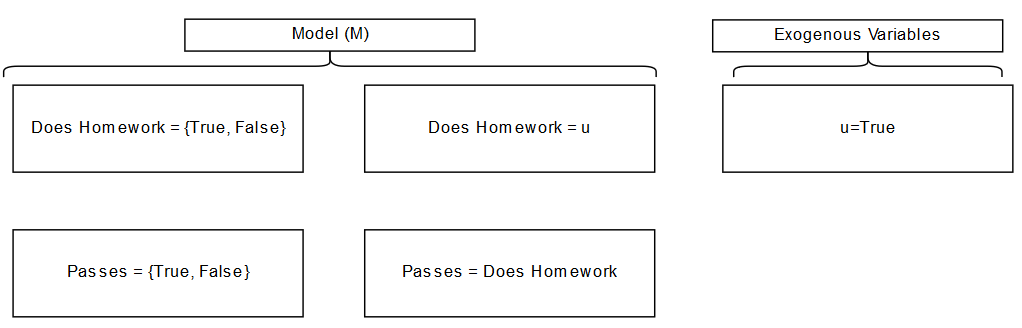 Model (M)
Exogenous Variables
Does Homework = {True, False}
Does Homework = u
u=True
Passes = {True, False}
Passes = Does Homework